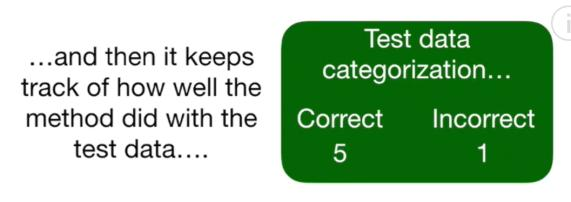 …and then it keeps
track of how well the
method did with the
test data….
Test data
categorization…
Correct Incorrect
5 1